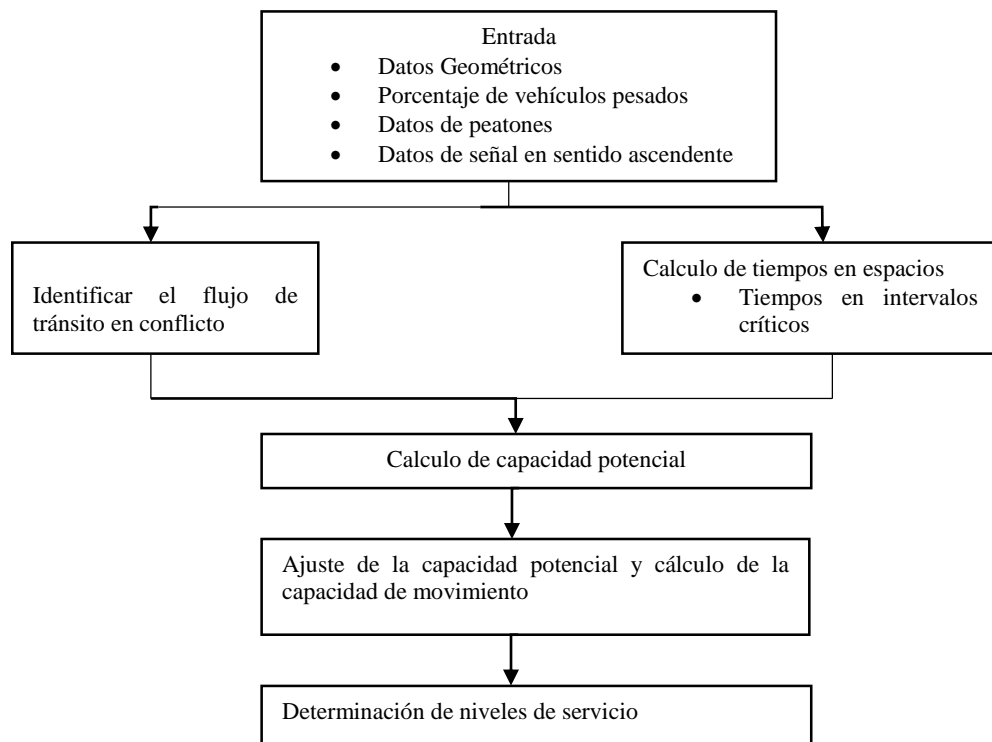 Entrada
• Datos Geométricos
• Porcentaje de vehículos pesados
• Datos de peatones
• Datos de señal en sentido ascendente
Identificar el flujo de
tránsito en conflicto
Calculo de tiempos en espacios
• Tiempos en intervalos
críticos
Calculo de capacidad potencial
Ajuste de la capacidad potencial y cálculo de la
capacidad de movimiento
Determinación de niveles de servicio